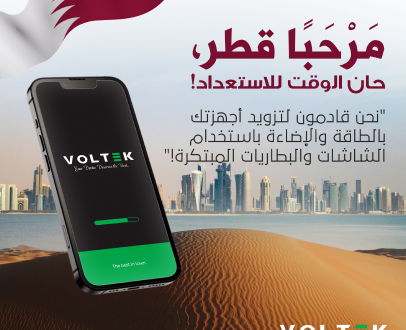 مَرْحَبًا قطر،
حان الوقت للاستعداد!
"نحن قادمون لتزويد أجهزتك
بالطاقة والإضاءة باستخدام
الشاشات والبطاريات المبتكرة!"
VOLTEK
The best in town
VOLTEK